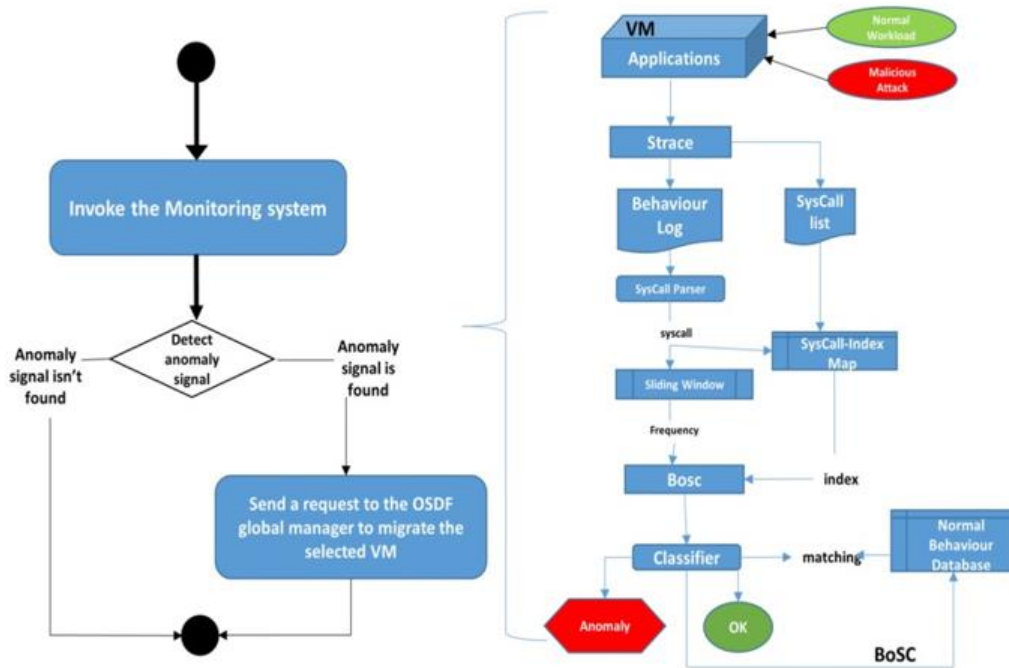 Invoke the Monitoring system
Detect
anomaly
signal
Anomaly
signal isn't
found
Anomaly
signal is
found
Send a request to the OSDF
global manager to migrate the
selected VM
VM
Applications
Normal
Workload
Malicious
Attack
Strace
Behaviour
Log
SysCall
list
SysCall Parser
syscall
SysCall-Index
Map
Sliding Window
Frequency
Bosc
index
Classifier
matching
Normal
Behaviour
Database
Anomaly
OK
BoSC